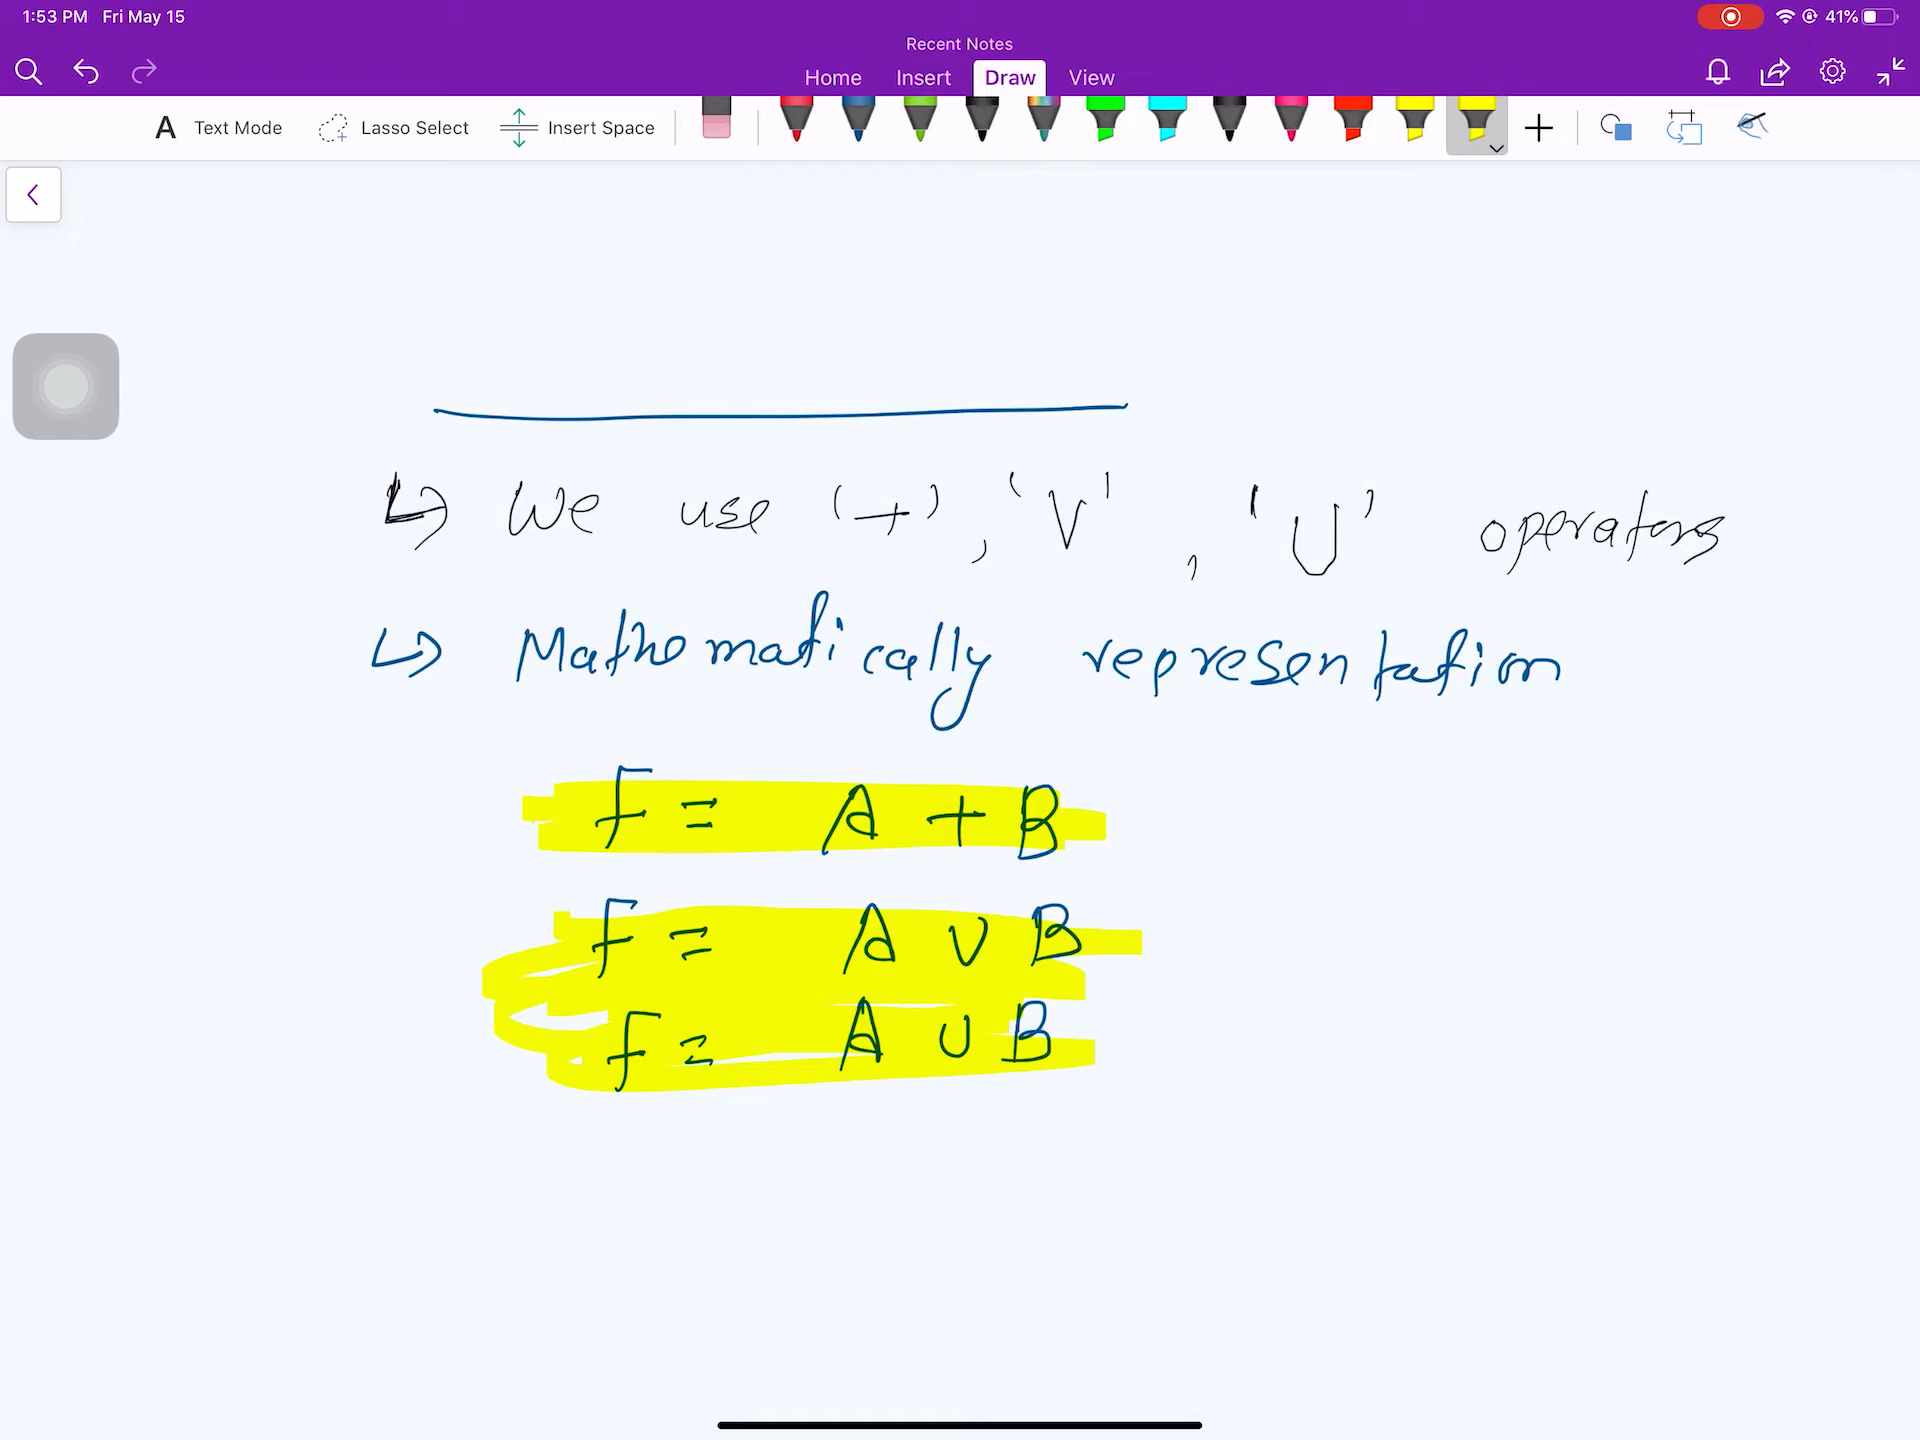 1:53 PM Fri May 15 41%
Recent Notes
Home Insert Draw View
A Text Mode Lasso Select Insert Space
↳ We use (+), 'V', 'U' operators
↳ Mathematically representation
F = A + B
F = A ∨ B
F = A ∪ B